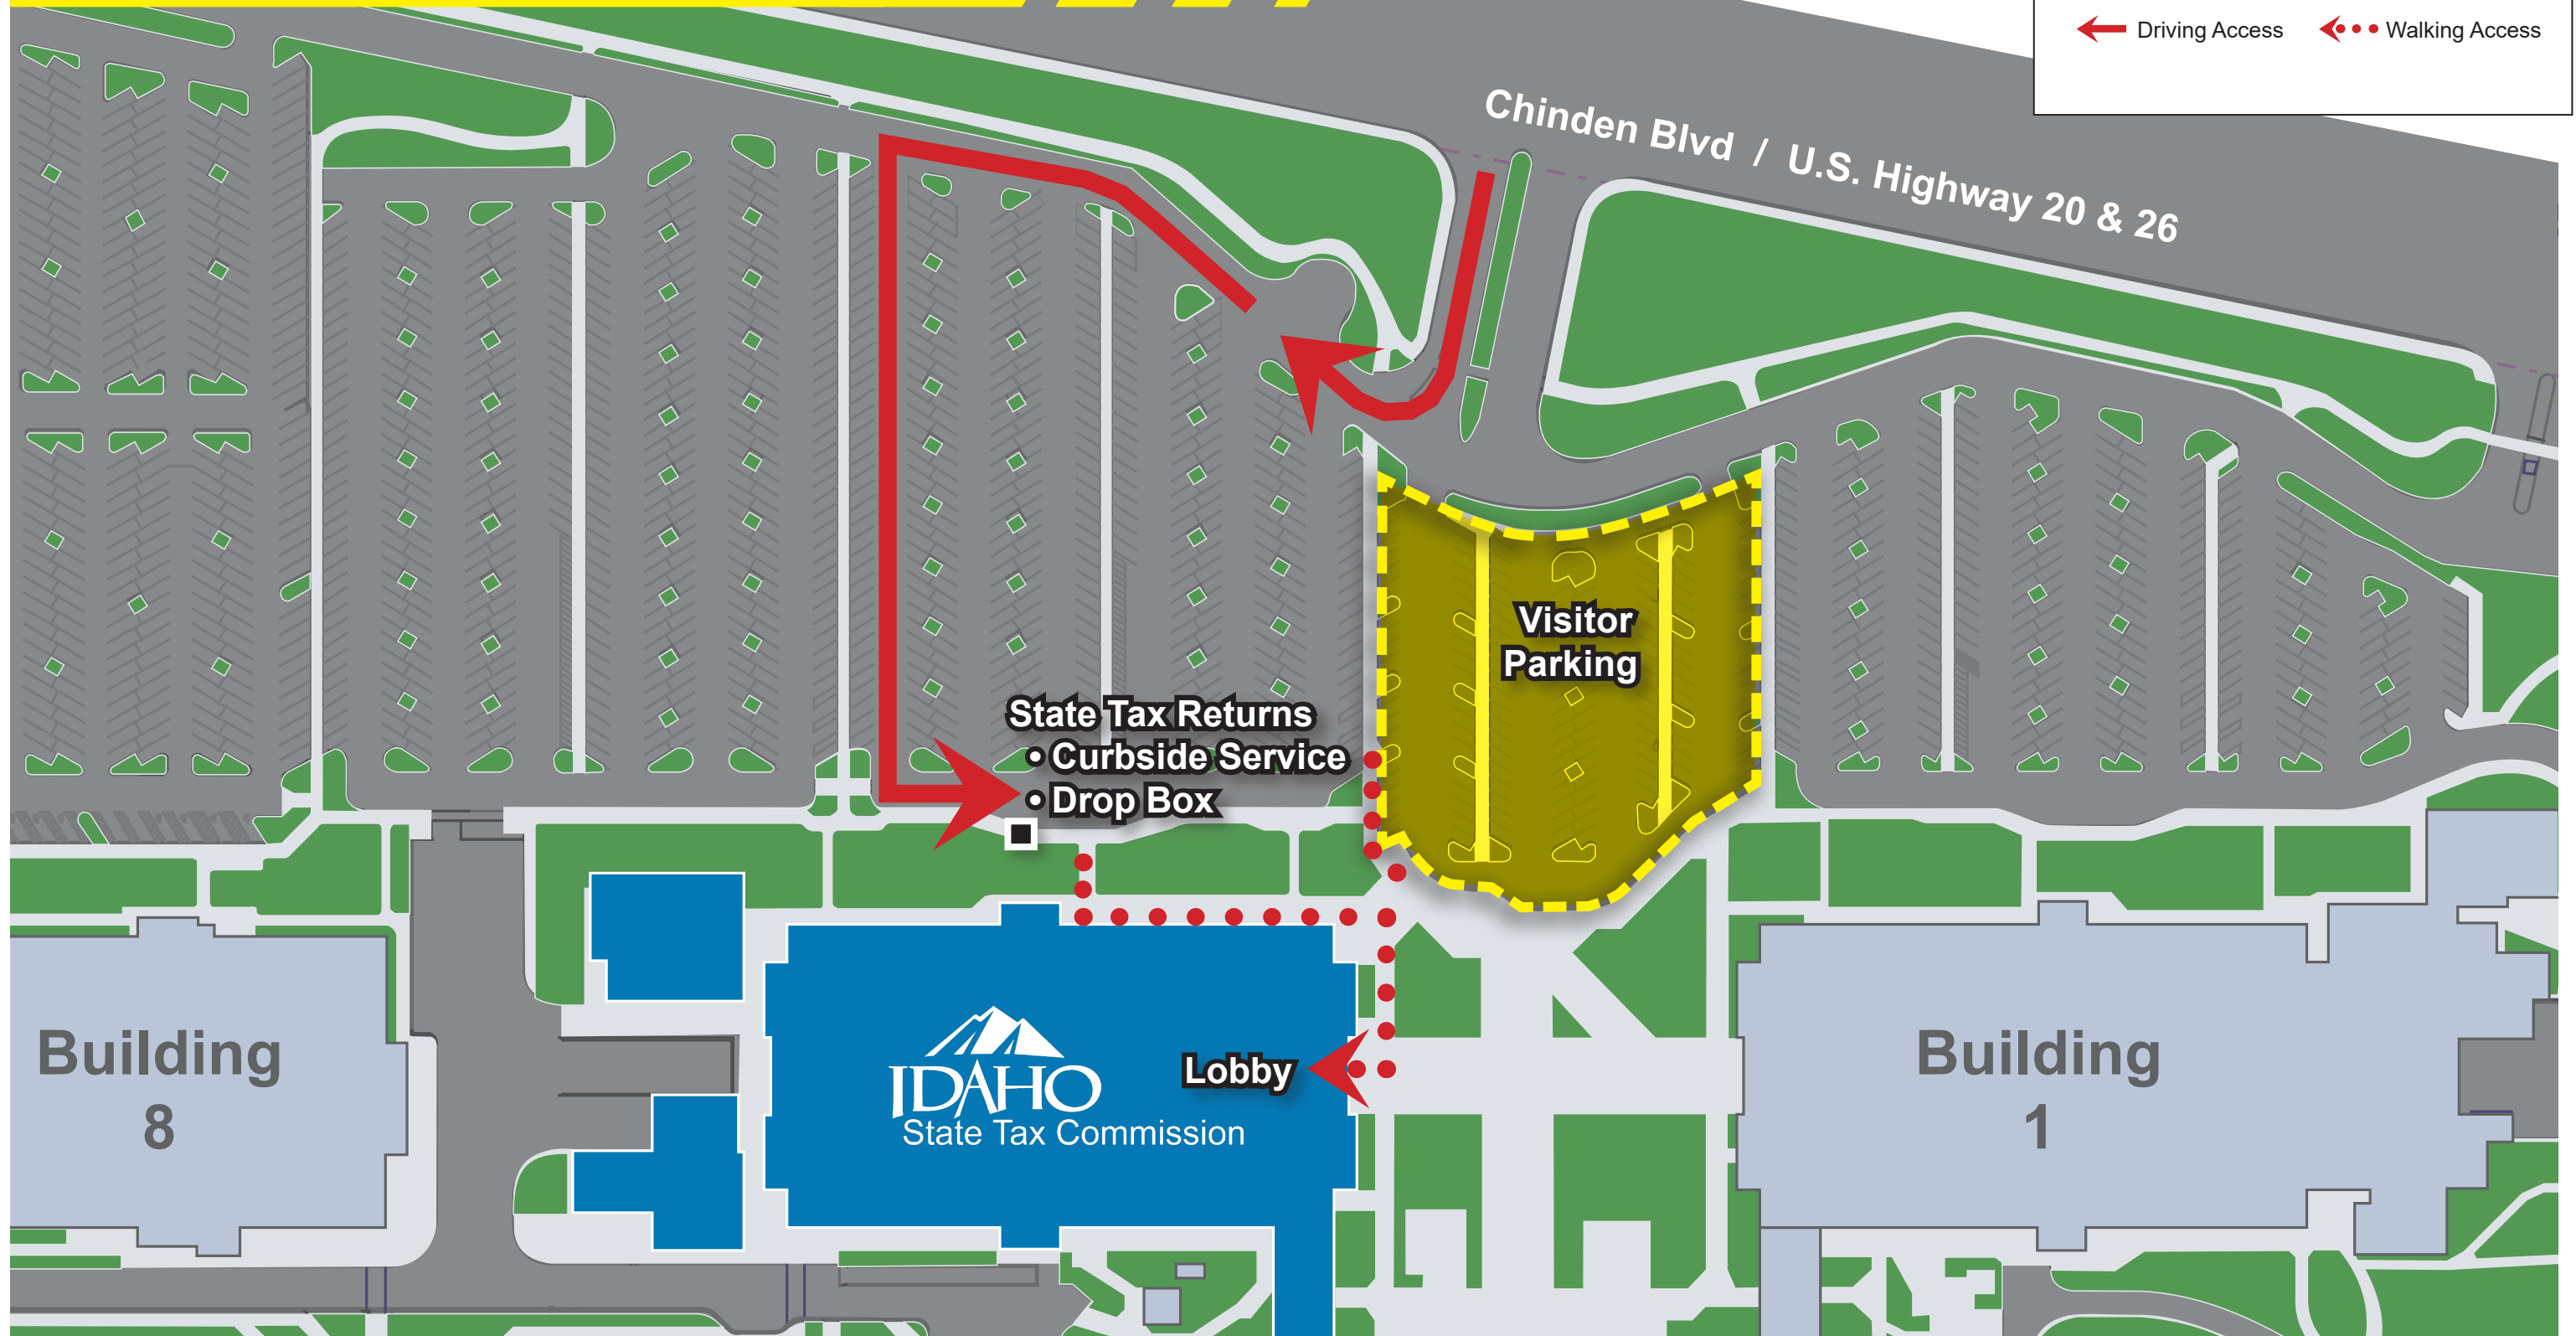 Driving Access
Walking Access
Chinden Blvd / U.S. Highway 20 & 26
Visitor
Parking
State Tax Returns
• Curbside Service
• Drop Box
Building
8
IDAHO
State Tax Commission
Lobby
Building
1